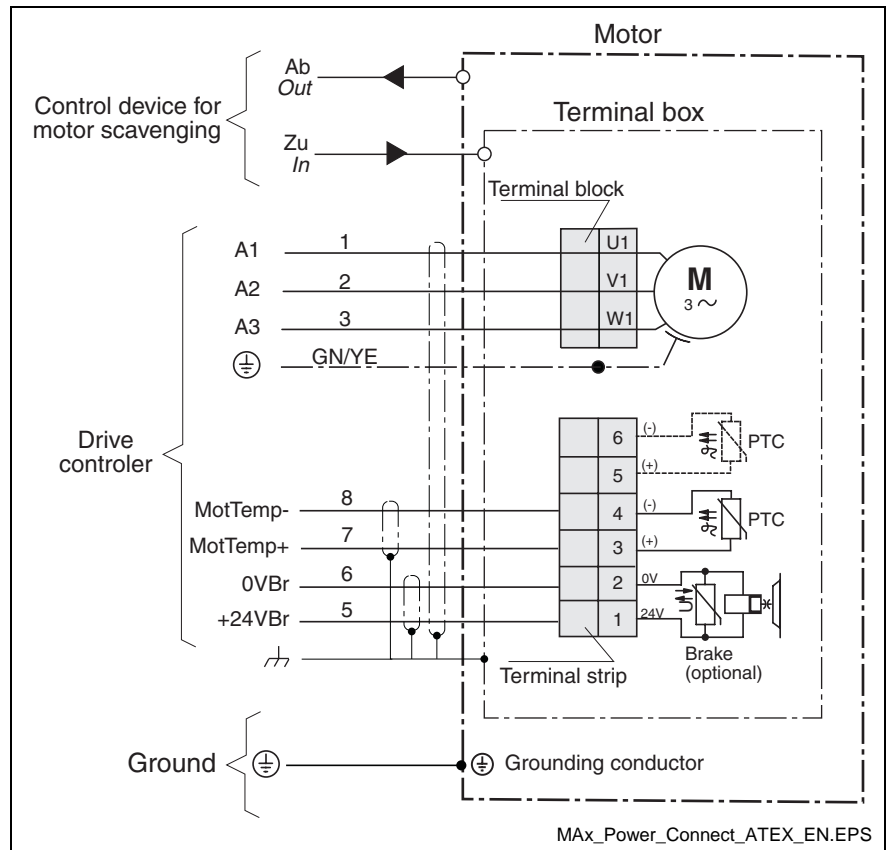 Motor
Ab
Out
Control device for
motor scavenging
Zu
In
Terminal box
Terminal block
A1 1 U1
A2 2 V1
A3 3 W1
M
3
GN/YE
Drive
controler
6 (-) PTC
5 (+)
MotTemp- 8 4 (-) PTC
MotTemp+ 7 3 (+)
0VBr 6 2 0V
+24VBr 5 1 24V
U
Brake
(optional)
Terminal strip
Ground
Grounding conductor
MAx_Power_Connect_ATEX_EN.EPS